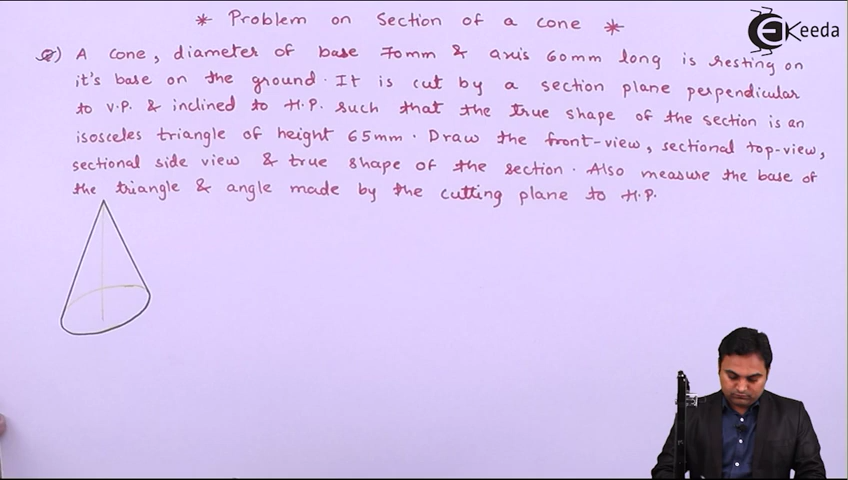 * Problem on Section of a cone *
Ekeeda
Q) A cone, diameter of base 70mm & axis 60mm long is resting on
it's base on the ground. It is cut by a section plane perpendicular
to V.P. & inclined to H.P. such that the true shape of the section is an
isosceles triangle of height 65mm. Draw the front-view, sectional top-view,
sectional side view & true shape of the section. Also measure the base of
the triangle & angle made by the cutting plane to H.P.